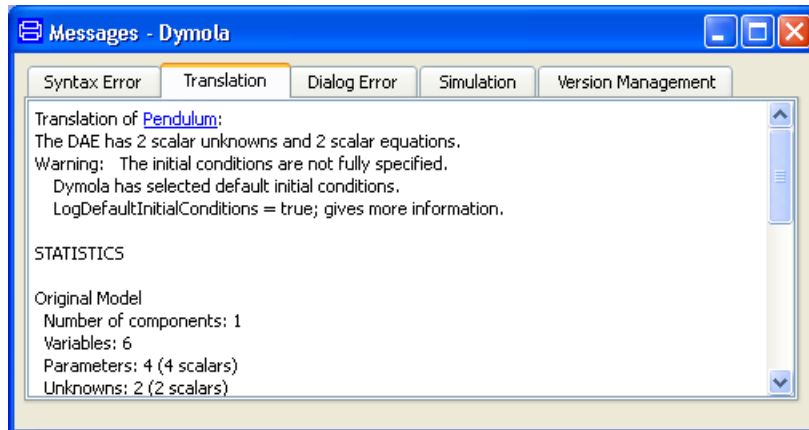 Messages - Dymola
Syntax Error Translation Dialog Error Simulation Version Management
Translation of Pendulum:
The DAE has 2 scalar unknowns and 2 scalar equations.
Warning: The initial conditions are not fully specified.
Dymola has selected default initial conditions.
LogDefaultInitialConditions = true; gives more information.
STATISTICS
Original Model
Number of components: 1
Variables: 6
Parameters: 4 (4 scalars)
Unknowns: 2 (2 scalars)